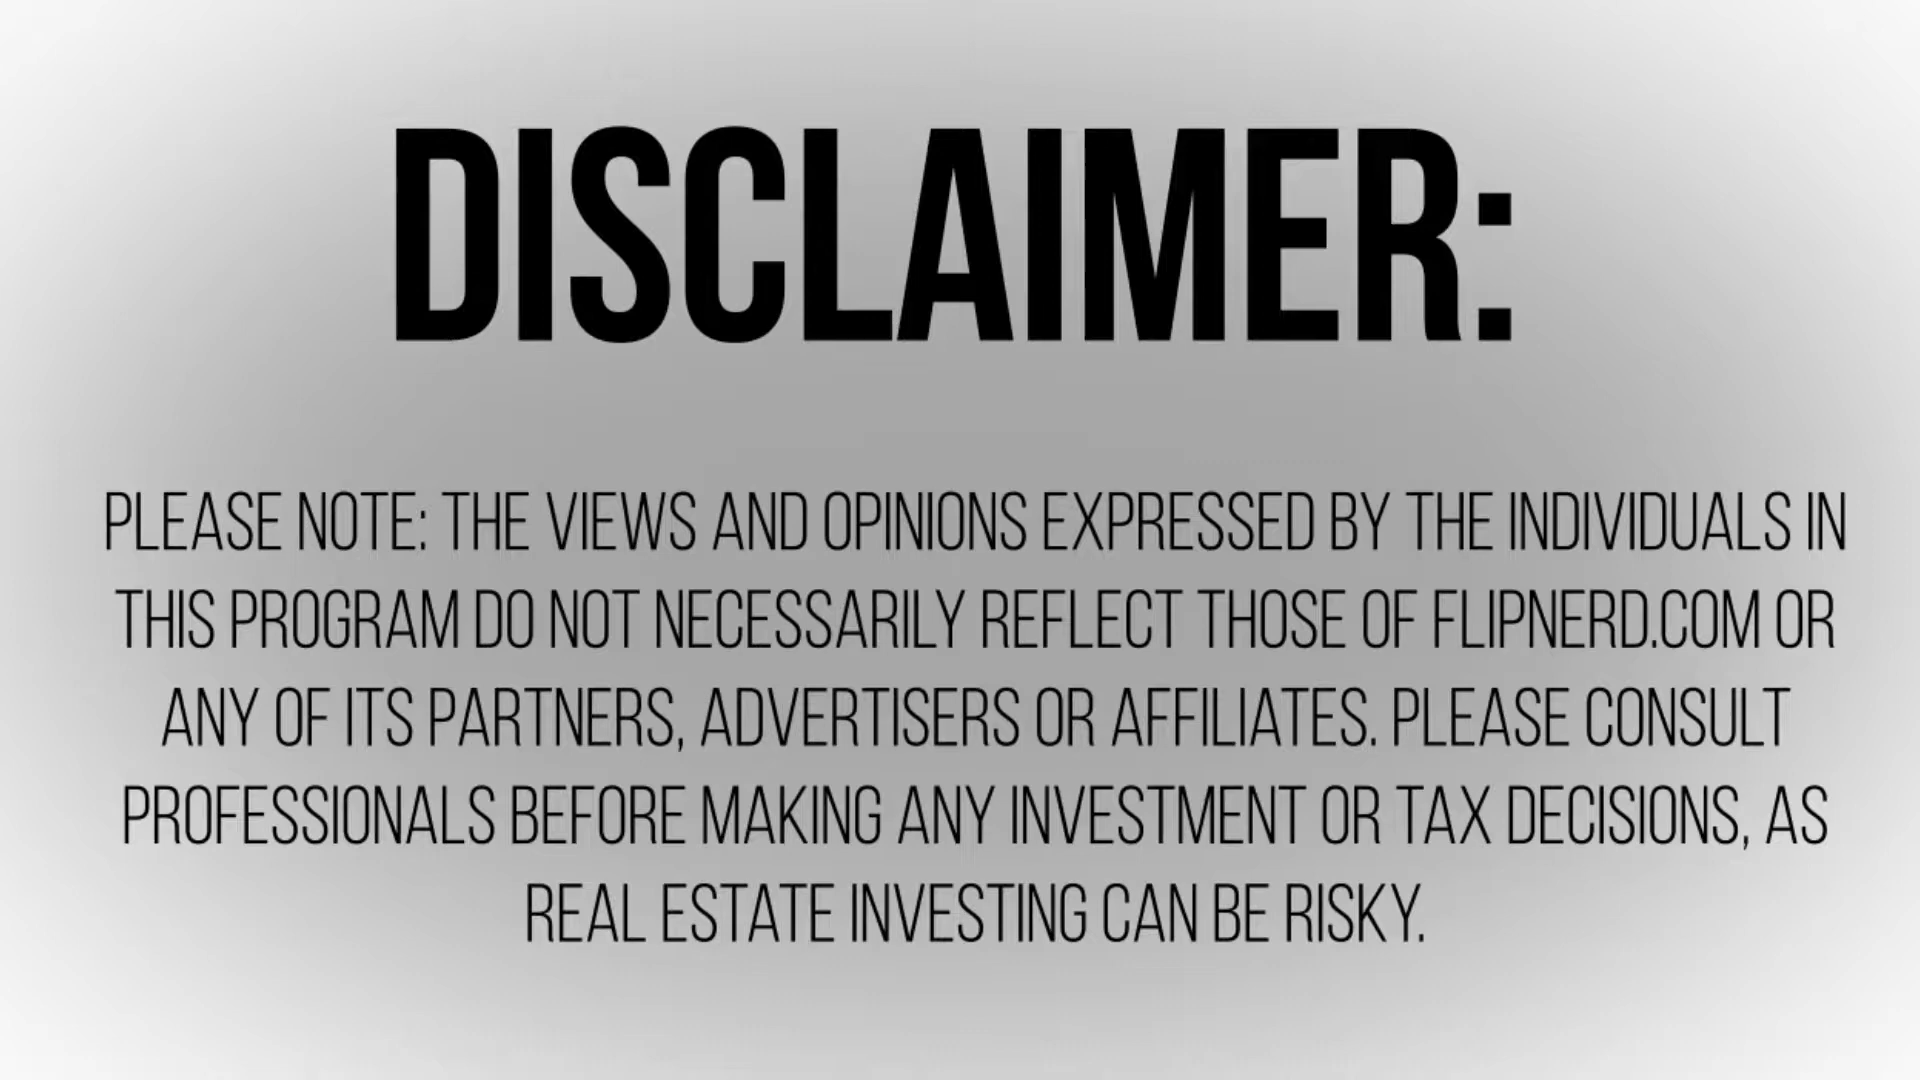 DISCLAIMER:
PLEASE NOTE: THE VIEWS AND OPINIONS EXPRESSED BY THE INDIVIDUALS IN
THIS PROGRAM DO NOT NECESSARILY REFLECT THOSE OF FLIPNERD.COM OR
ANY OF ITS PARTNERS, ADVERTISERS OR AFFILIATES. PLEASE CONSULT
PROFESSIONALS BEFORE MAKING ANY INVESTMENT OR TAX DECISIONS, AS
REAL ESTATE INVESTING CAN BE RISKY.